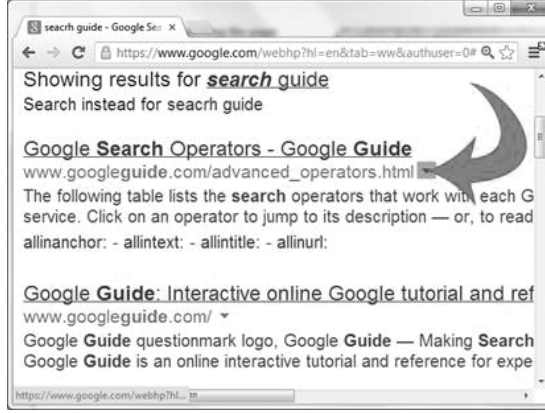 seacrh guide - Google Se
https://www.google.com/webhp?hl=en&tab=ww&authuser=0#
Showing results for search guide
Search instead for seacrh guide
Google Search Operators - Google Guide
www.googleguide.com/advanced_operators.html
The following table lists the search operators that work with each G
service. Click on an operator to jump to its description — or, to read
allinanchor: - allintext: - allintitle: - allinurl:
Google Guide: Interactive online Google tutorial and ref
www.googleguide.com/
Google Guide questionmark logo, Google Guide — Making Search
Google Guide is an online interactive tutorial and reference for expe
https://www.google.com/webhp?hl...